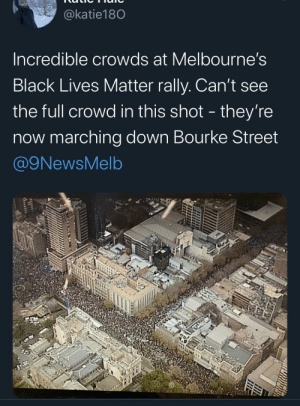 @katie180
Incredible crowds at Melbourne's
Black Lives Matter rally. Can't see
the full crowd in this shot - they're
now marching down Bourke Street
@9NewsMelb